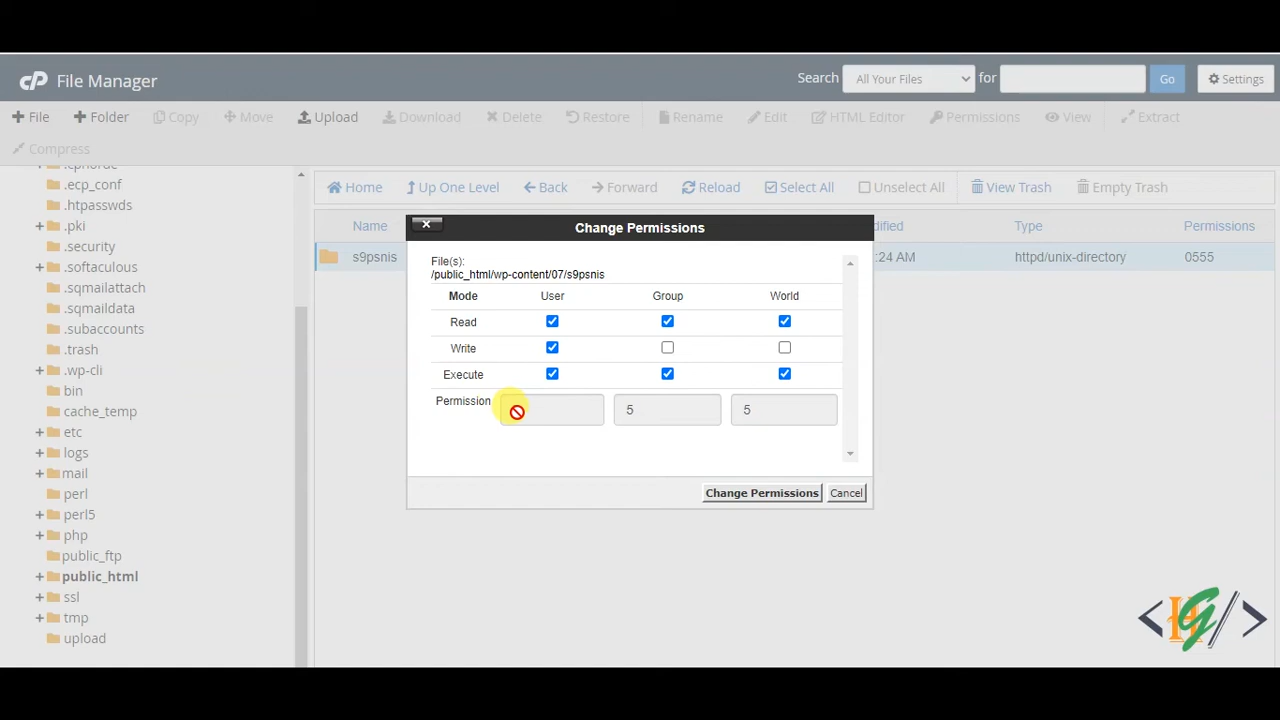 cP File Manager
Search All Your Files for Go Settings
File Folder Copy Move Upload Download Delete Restore Rename Edit HTML Editor Permissions View Extract
Compress
.ecp_conf
.htpasswds
.pki
.security
.softaculous
.sqmailattach
.sqmaildata
.subaccounts
.trash
.wp-cli
bin
cache_temp
etc
logs
mail
perl
perl5
php
public_ftp
public_html
ssl
tmp
upload
Home Up One Level Back Forward Reload Select All Unselect All View Trash Empty Trash
Name Type Permissions
s9psnis :24 AM httpd/unix-directory 0555
Change Permissions
File(s):
/public_html/wp-content/07/s9psnis
Mode User Group World
Read
Write
Execute
Permission 5 5
Change Permissions Cancel
<HG/>